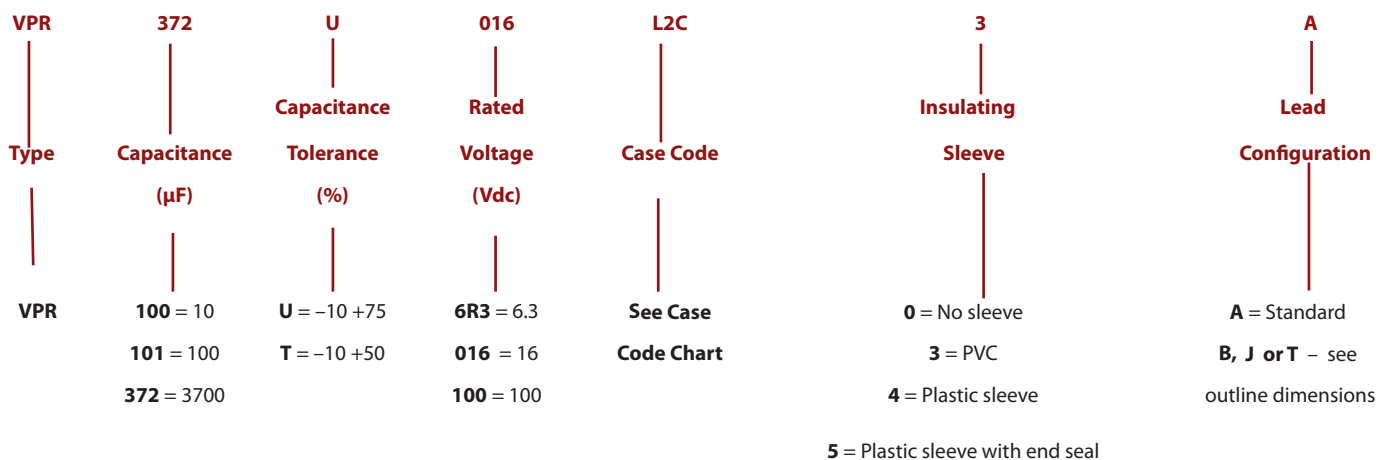 VPR 372 U 016 L2C 3 A
Capacitance Rated Insulating Lead
Type Capacitance Tolerance Voltage Case Code Sleeve Configuration
(µF) (%) (Vdc)
VPR 100 = 10 U = –10 +75 6R3 = 6.3 See Case 0 = No sleeve A = Standard
101 = 100 T = –10 +50 016 = 16 Code Chart 3 = PVC B, J or T – see
372 = 3700 100 = 100 4 = Plastic sleeve outline dimensions
5 = Plastic sleeve with end seal